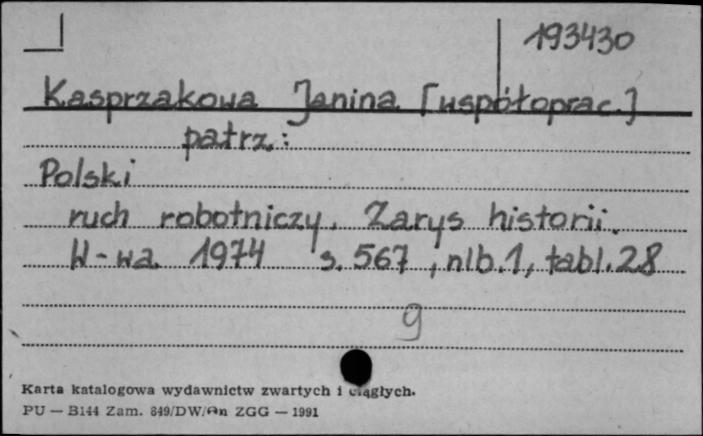 193430
Kasprzakowa Janina [współoprac.]
patrz:
Polski
ruch robotniczy. Zarys historii.
W-wa 1974 s. 567, nlb.1, tabl.28
g
Karta katalogowa wydawnictw zwartych i ciągłych.
PU — B144 Zam. 849/DW/An ZGG — 1991